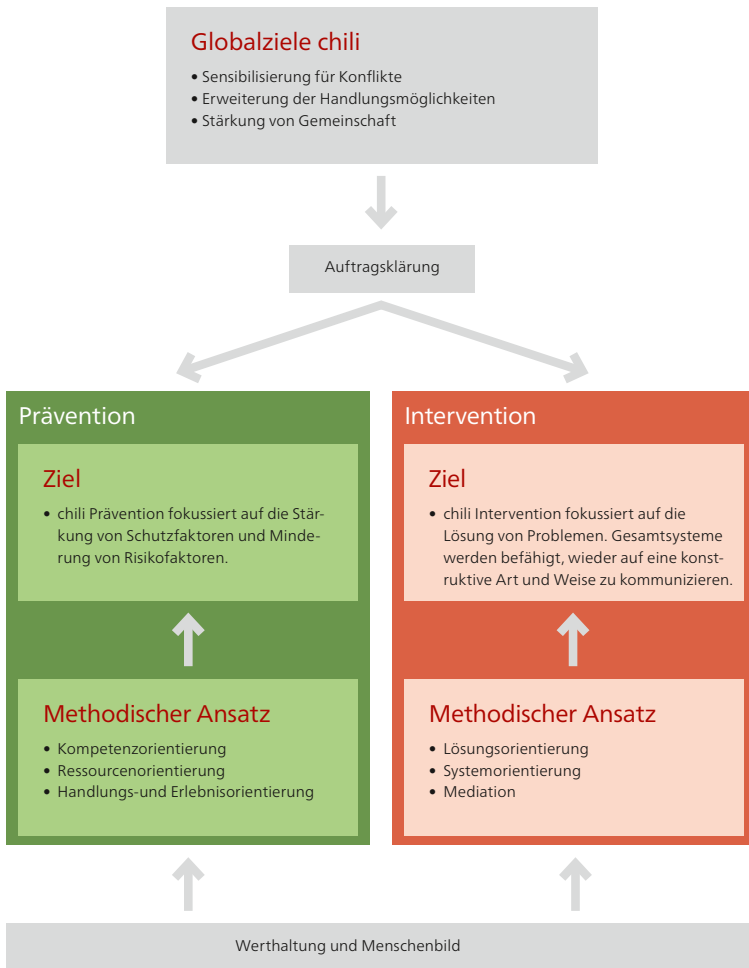 Globalziele chili
• Sensibilisierung für Konflikte
• Erweiterung der Handlungsmöglichkeiten
• Stärkung von Gemeinschaft
Auftragsklärung
Prävention
Ziel
• chili Prävention fokussiert auf die Stär-
kung von Schutzfaktoren und Minde-
rung von Risikofaktoren.
Methodischer Ansatz
• Kompetenzorientierung
• Ressourcenorientierung
• Handlungs-und Erlebnisorientierung
Intervention
Ziel
• chili Intervention fokussiert auf die
Lösung von Problemen. Gesamtsysteme
werden befähigt, wieder auf eine konst-
ruktive Art und Weise zu kommunizieren.
Methodischer Ansatz
• Lösungsorientierung
• Systemorientierung
• Mediation
Werthaltung und Menschenbild